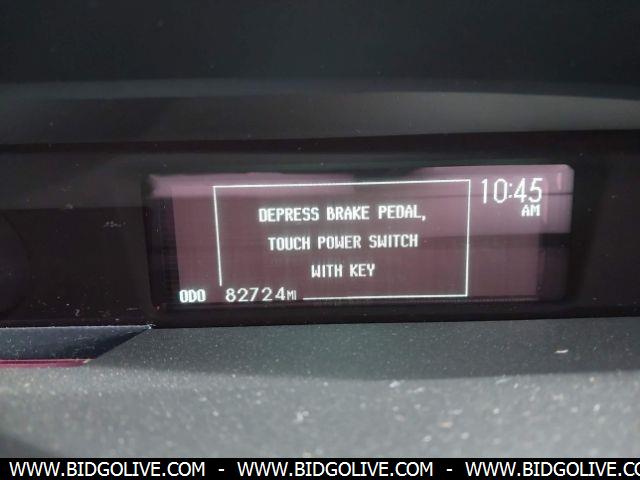 10:45
AM
DEPRESS BRAKE PEDAL,
TOUCH POWER SWITCH
WITH KEY
ODO 82724MI
WWW.BIDGOLIVE.COM - WWW.BIDGOLIVE.COM - WWW.BIDGOLIVE.CO